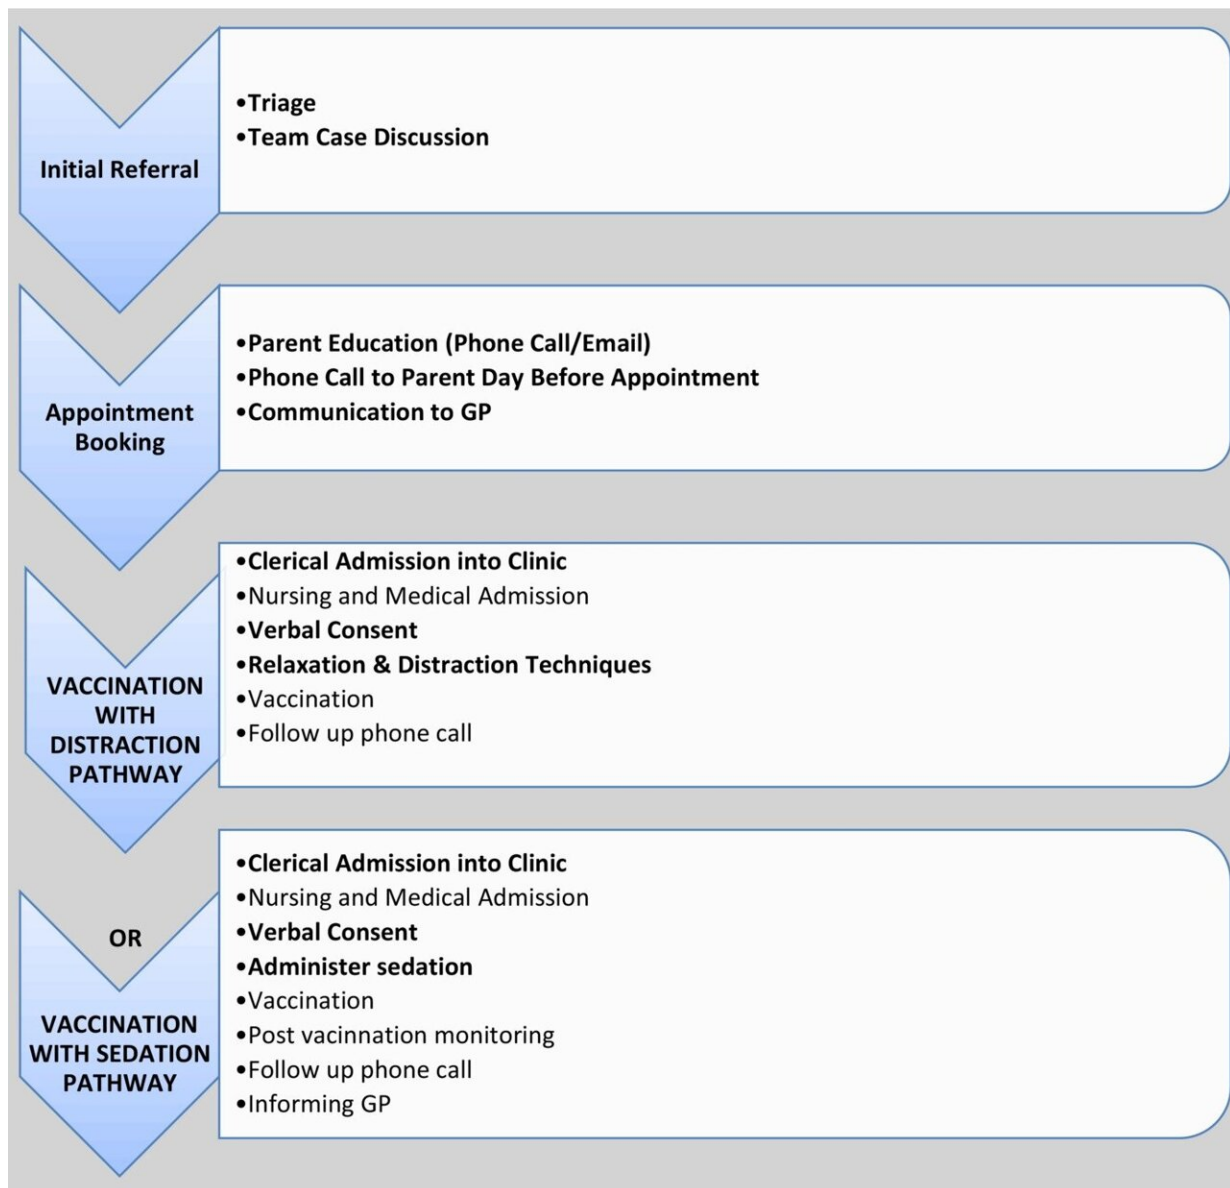 Initial Referral
•Triage
•Team Case Discussion
Appointment
Booking
•Parent Education (Phone Call/Email)
•Phone Call to Parent Day Before Appointment
•Communication to GP
VACCINATION
WITH
DISTRACTION
PATHWAY
•Clerical Admission into Clinic
•Nursing and Medical Admission
•Verbal Consent
•Relaxation & Distraction Techniques
•Vaccination
•Follow up phone call
OR
VACCINATION
WITH SEDATION
PATHWAY
•Clerical Admission into Clinic
•Nursing and Medical Admission
•Verbal Consent
•Administer sedation
•Vaccination
•Post vacinnation monitoring
•Follow up phone call
•Informing GP